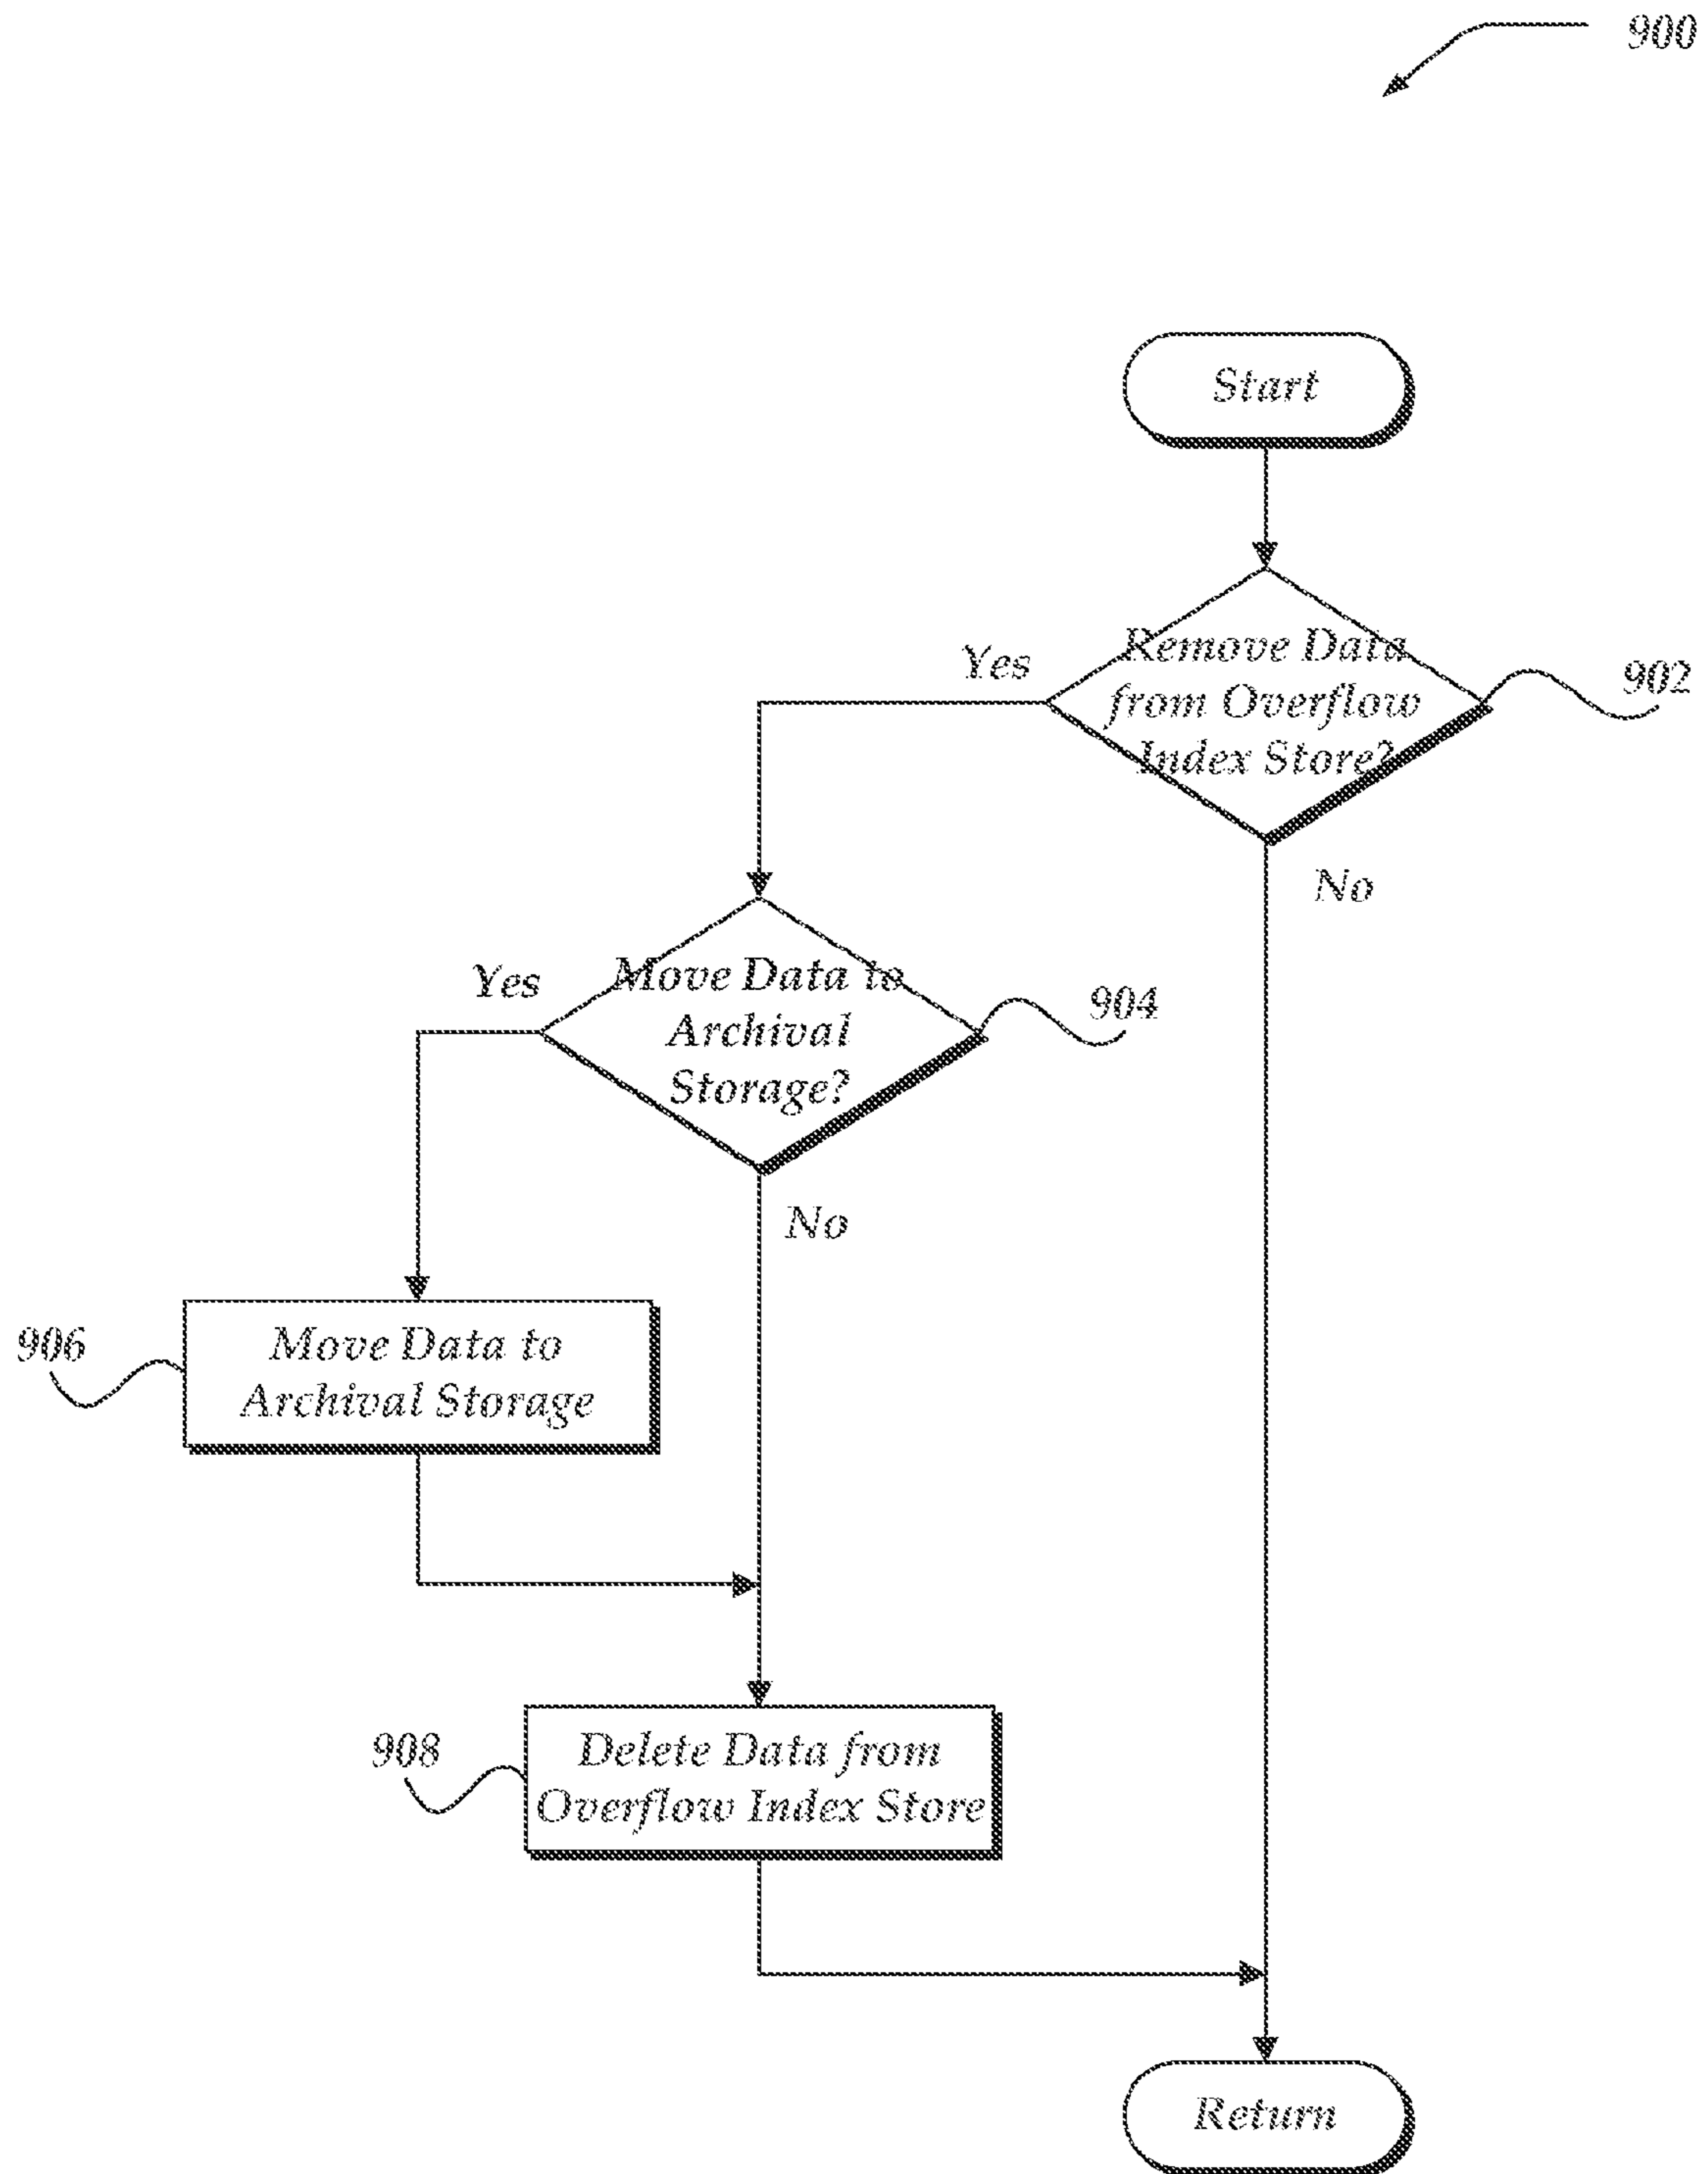 900
Start
Yes
Remove Data
from Overflow
Index Store?
902
No
Yes
Move Data to
Archival
Storage?
904
No
906
Move Data to
Archival Storage
908
Delete Data from
Overflow Index Store
Return